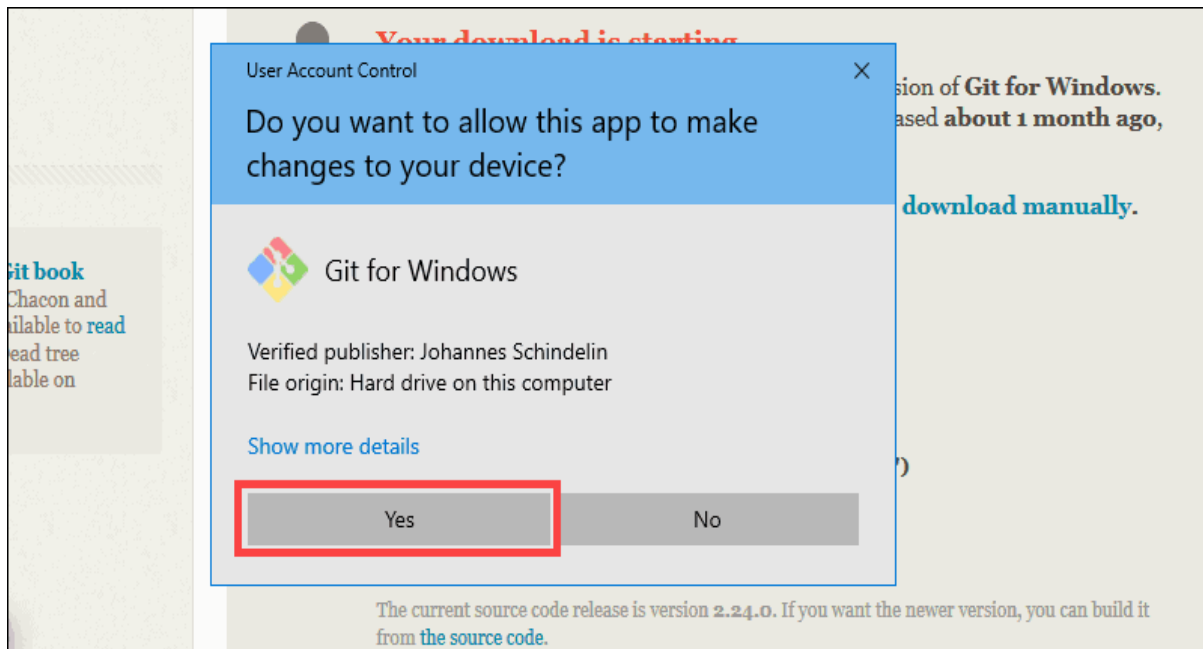 Your download is starting
User Account Control
Do you want to allow this app to make
changes to your device?
sion of Git for Windows.
ased about 1 month ago,
download manually.
Git book
Chacon and
ailable to read
read tree
lable on
Git for Windows
Verified publisher: Johannes Schindelin
File origin: Hard drive on this computer
Show more details
')
Yes
No
The current source code release is version 2.24.0. If you want the newer version, you can build it
from the source code.